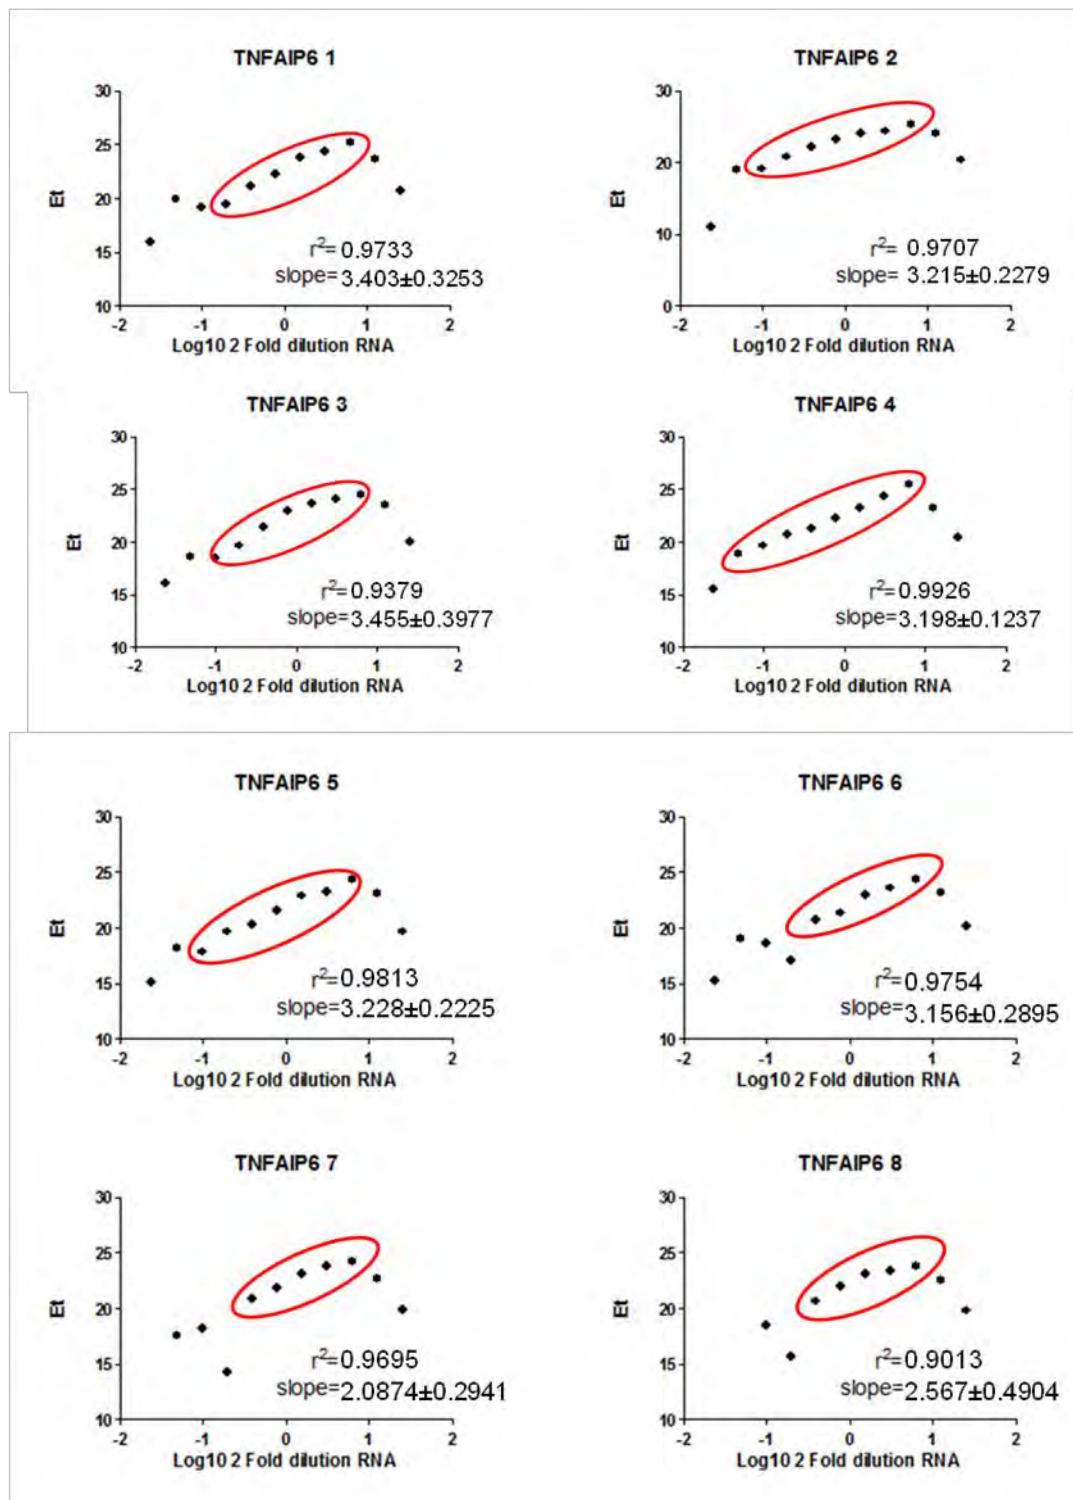 TNFAIP6 1
30
25
20
15
10
Et
r²= 0.9733
slope= 3.403±0.3253
-2 -1 0 1 2
Log10 2 Fold dilution RNA
TNFAIP6 2
30
20
10
0
Et
r²= 0.9707
slope= 3.215±0.2279
-2 -1 0 1 2
Log10 2 Fold dilution RNA
TNFAIP6 3
30
25
20
15
10
Et
r²=0.9379
slope=3.455±0.3977
-2 -1 0 1 2
Log10 2 Fold dilution RNA
TNFAIP6 4
30
25
20
15
10
Et
r²=0.9926
slope=3.198±0.1237
-2 -1 0 1 2
Log10 2 Fold dilution RNA
TNFAIP6 5
30
25
20
15
10
Et
r²=0.9813
slope=3.228±0.2225
-2 -1 0 1 2
Log10 2 Fold dilution RNA
TNFAIP6 6
30
25
20
15
10
Et
r²=0.9754
slope=3.156±0.2895
-2 -1 0 1 2
Log10 2 Fold dilution RNA
TNFAIP6 7
30
25
20
15
10
Et
r²=0.9695
slope=2.0874±0.2941
-2 -1 0 1 2
Log10 2 Fold dilution RNA
TNFAIP6 8
30
25
20
15
10
Et
r²=0.9013
slope=2.567±0.4904
-2 -1 0 1 2
Log10 2 Fold dilution RNA